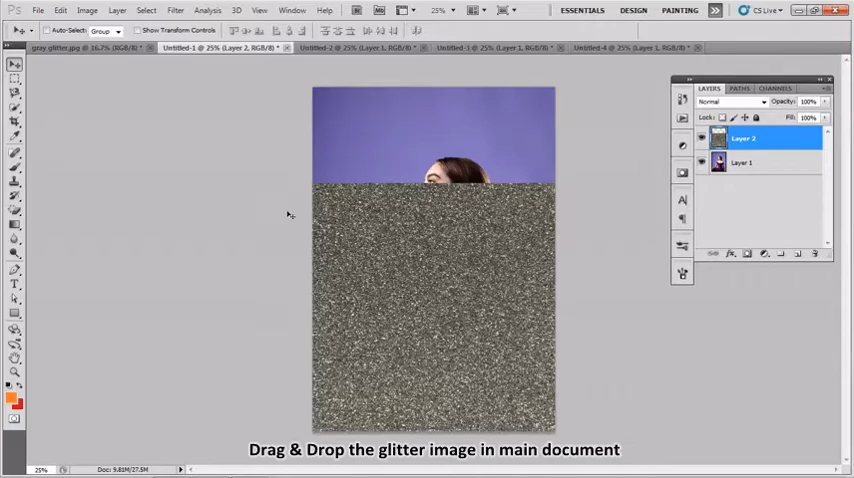 Ps File Edit Image Layer Select Filter Analysis 3D View Window Help Br Mb 25% ESSENTIALS DESIGN PAINTING CS Live
Auto-Select: Group Show Transform Controls
gray glitter.jpg @ 16.7% (RGB/8) * Untitled-1 @ 25% (Layer 2, RGB/8) * Untitled-2 @ 25% (Layer 1, RGB/8) * Untitled-3 @ 25% (Layer 1, RGB/8) * Untitled-4 @ 25% (Layer 1, RGB/8) *
LAYERS PATHS CHANNELS
Normal Opacity: 100%
Lock: Fill: 100%
Layer 2
Layer 1
Drag & Drop the glitter image in main document
25% Doc: 9.81M/27.5M